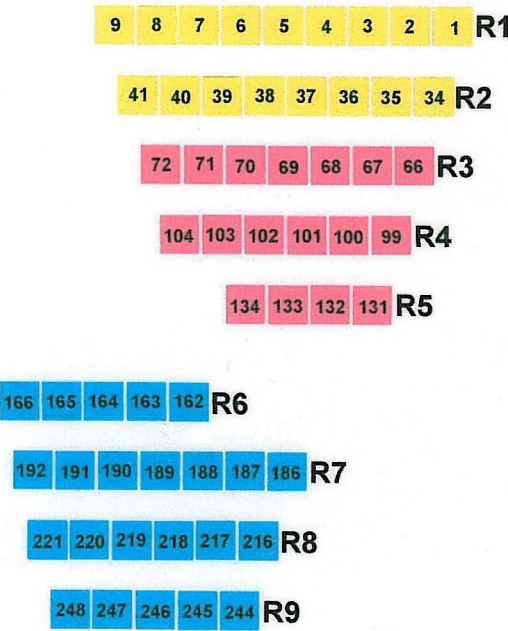 9 8 7 6 5 4 3 2 1 R1
41 40 39 38 37 36 35 34 R2
72 71 70 69 68 67 66 R3
104 103 102 101 100 99 R4
134 133 132 131 R5
166 165 164 163 162 R6
192 191 190 189 188 187 186 R7
221 220 219 218 217 216 R8
248 247 246 245 244 R9